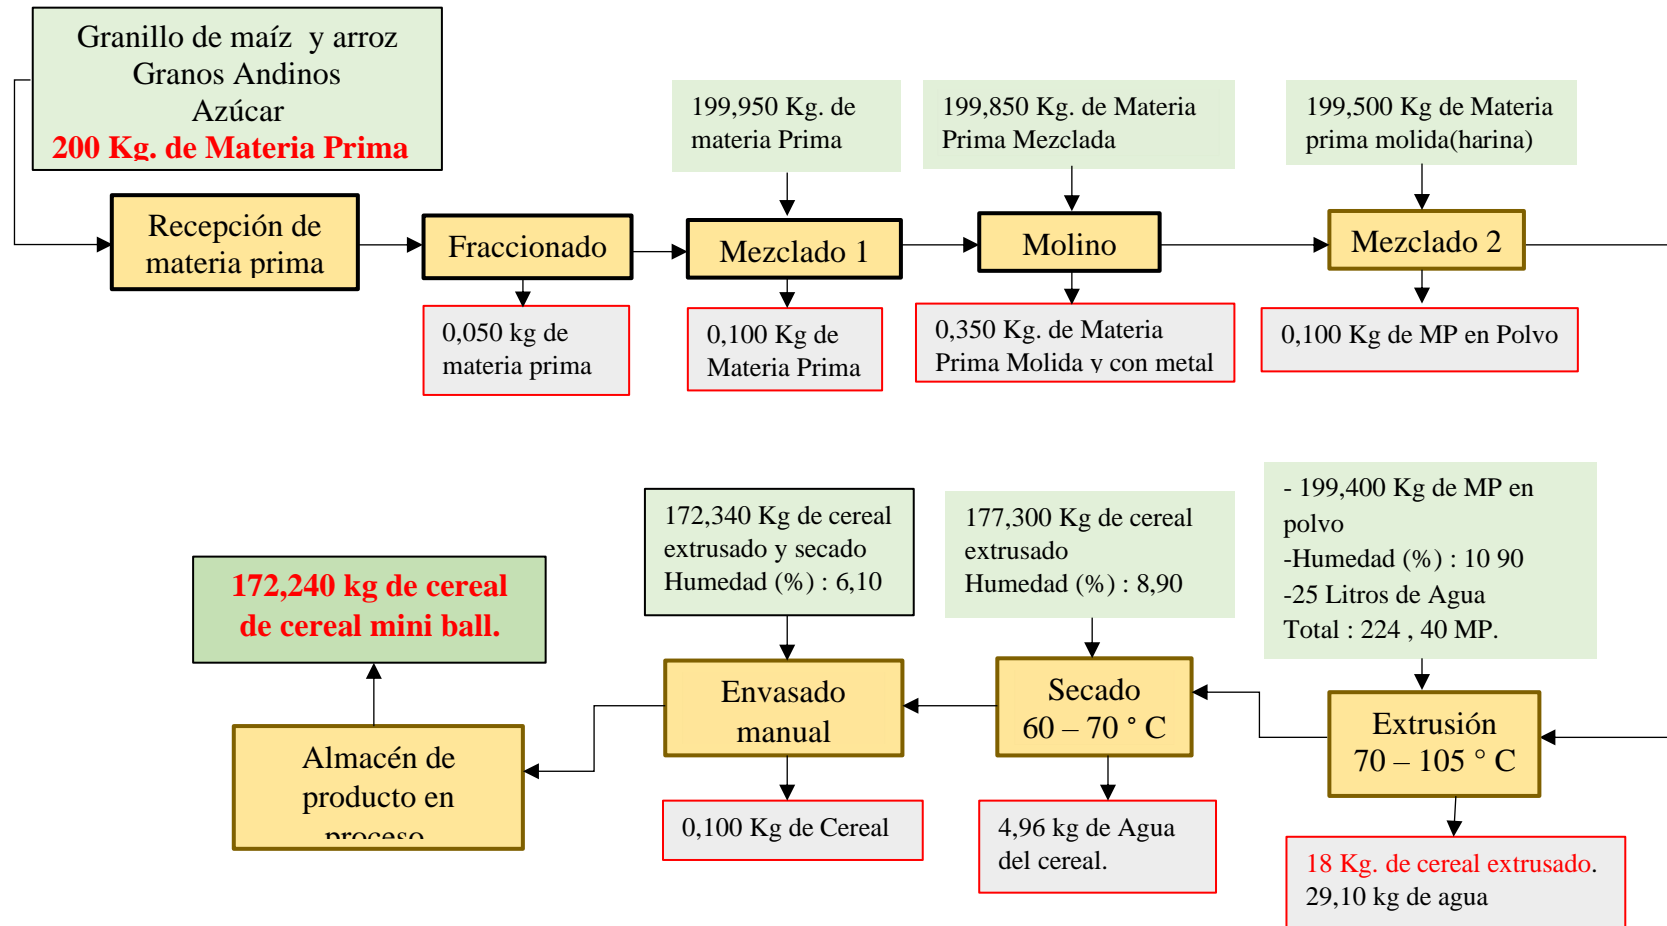 Granillo de maíz  y arroz
Granos Andinos
Azúcar
200 Kg. de Materia Prima
199,950 Kg. de
materia Prima
199,850 Kg. de Materia
Prima Mezclada
199,500 Kg de Materia
prima molida(harina)
Recepción de
materia prima
Fraccionado
Mezclado 1
Molino
Mezclado 2
0,050 kg de
materia prima
0,100 Kg de
Materia Prima
0,350 Kg. de Materia
Prima Molida y con metal
0,100 Kg de MP en Polvo
172,240 kg de cereal
de cereal mini ball.
172,340 Kg de cereal
extrusado y secado
Humedad (%) : 6,10
177,300 Kg de cereal
extrusado
Humedad (%) : 8,90
- 199,400 Kg de MP en
polvo
-Humedad (%) : 10 90
-25 Litros de Agua
Total : 224 , 40 MP.
Almacén de
producto en
proceso
Envasado
manual
Secado
60 – 70 ° C
Extrusión
70 – 105 ° C
0,100 Kg de Cereal
4,96 kg de Agua
del cereal.
18 Kg. de cereal extrusado.
29,10 kg de agua